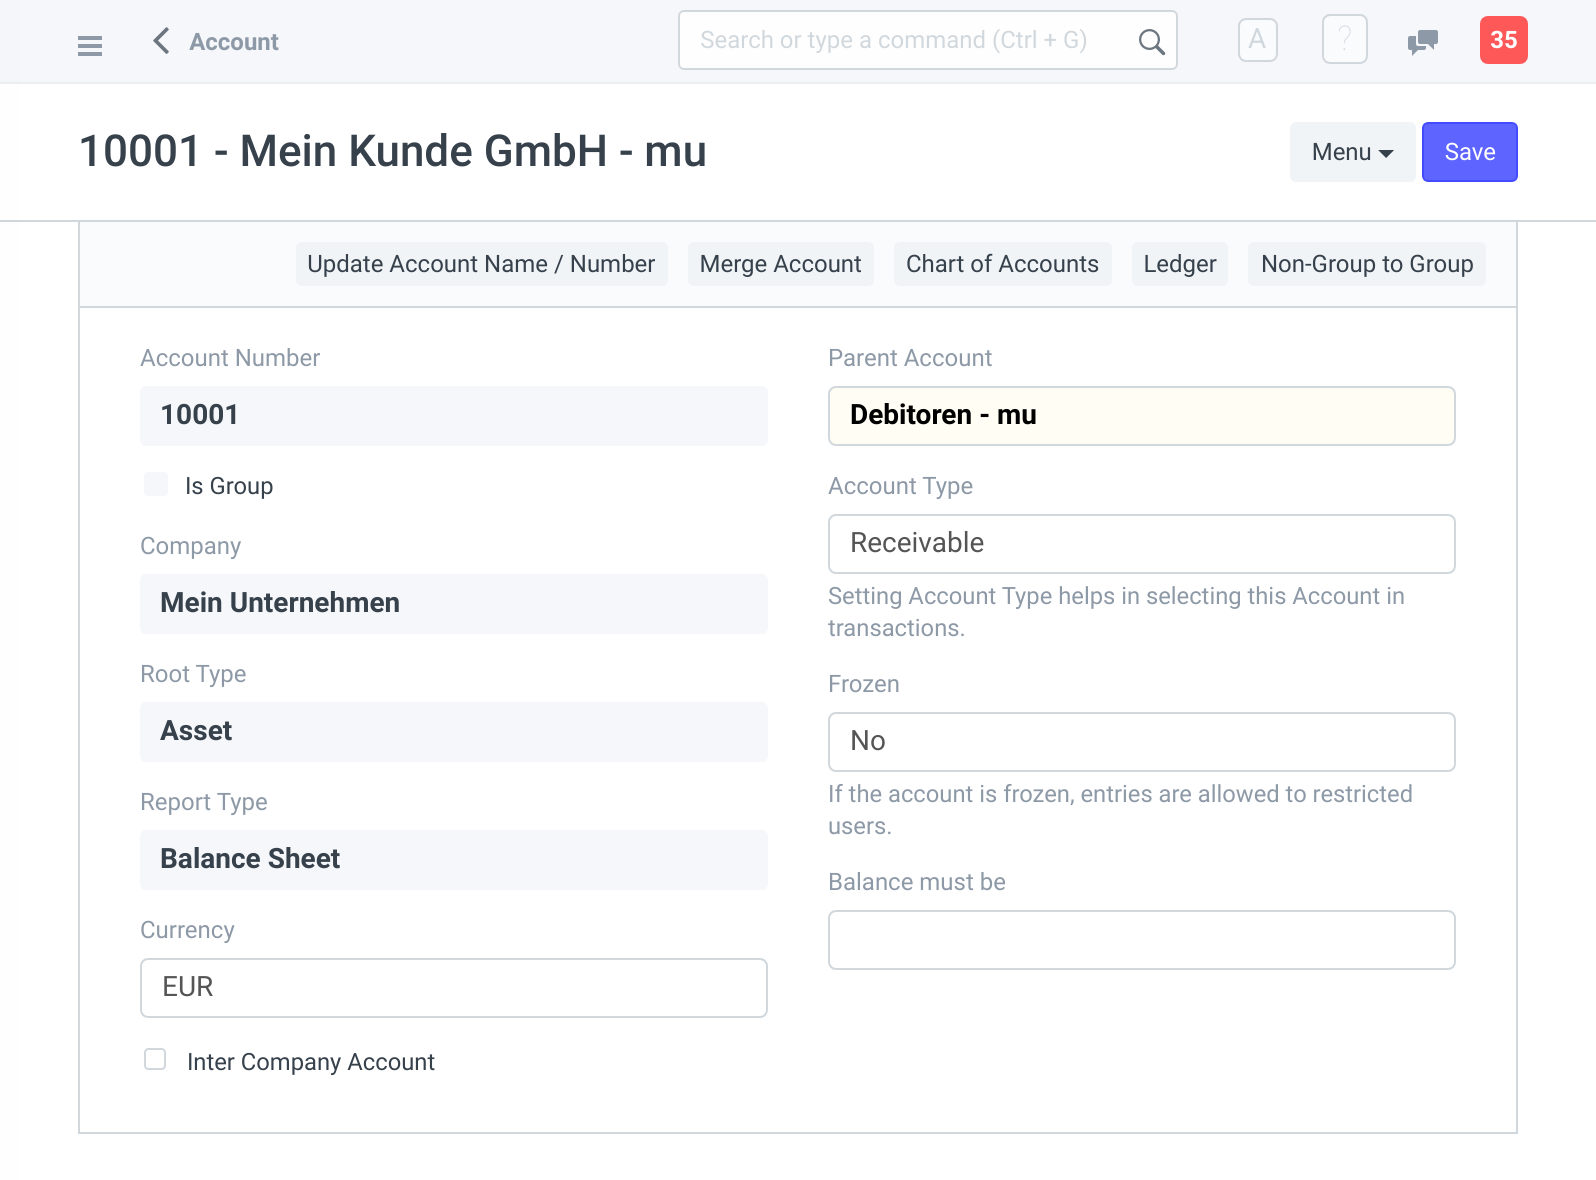 Account
Search or type a command (Ctrl + G)
A
?
35
10001 - Mein Kunde GmbH - mu
Menu
Save
Update Account Name / Number
Merge Account
Chart of Accounts
Ledger
Non-Group to Group
Account Number
10001
Is Group
Company
Mein Unternehmen
Root Type
Asset
Report Type
Balance Sheet
Currency
EUR
Inter Company Account
Parent Account
Debitoren - mu
Account Type
Receivable
Setting Account Type helps in selecting this Account in
transactions.
Frozen
No
If the account is frozen, entries are allowed to restricted
users.
Balance must be